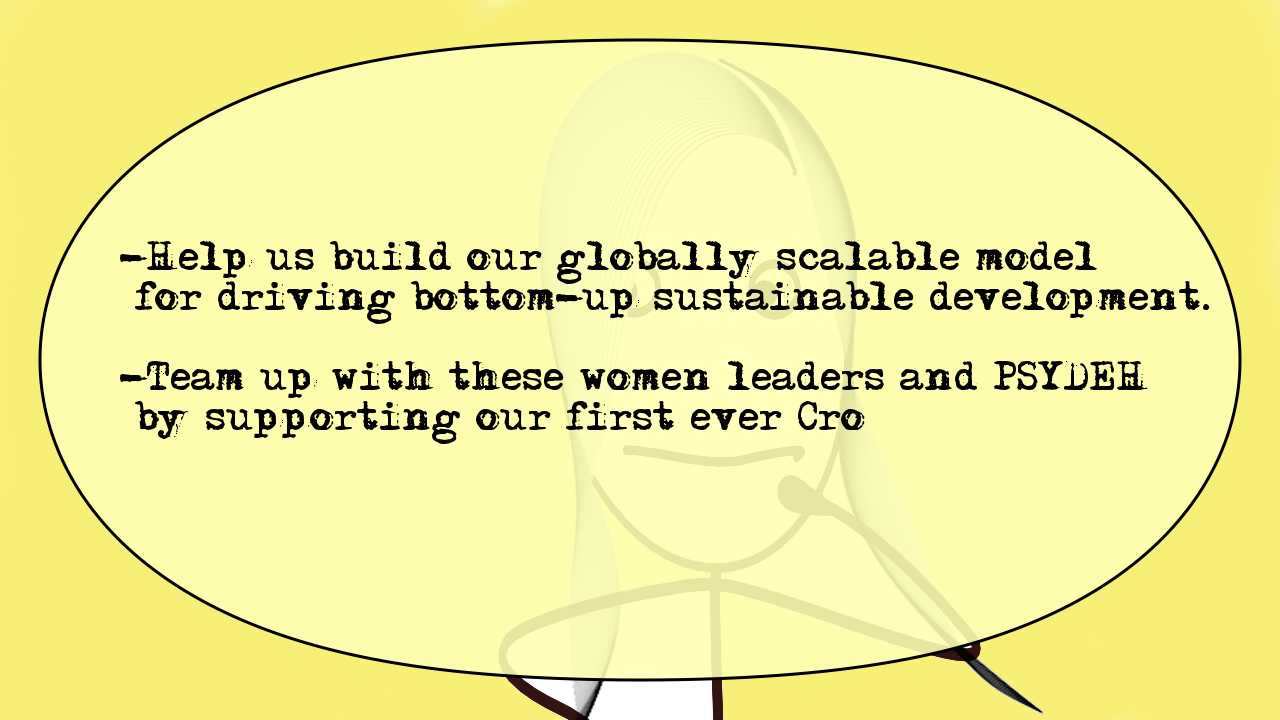 -Help us build our globally scalable model
for driving bottom-up sustainable development.
-Team up with these women leaders and PSYDEH
by supporting our first ever Cro